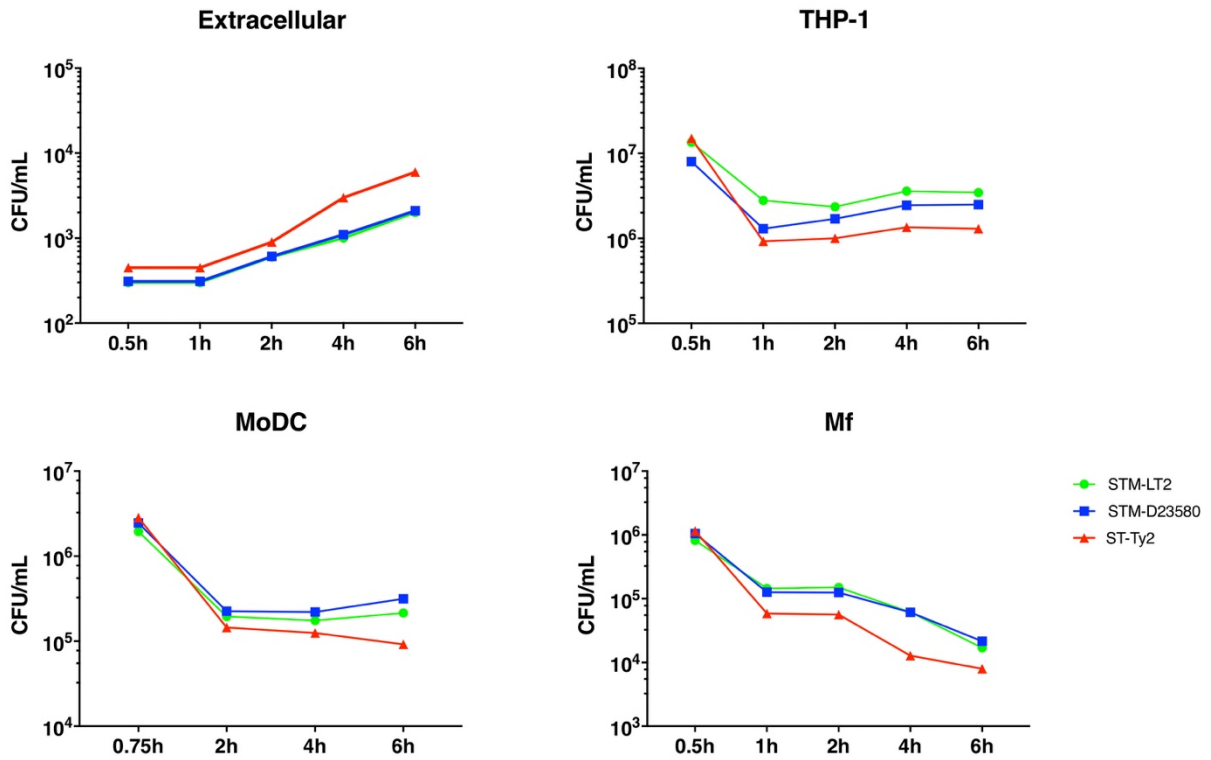 Extracellular
CFU/mL
10^5
10^4
10^3
10^2
0.5h 1h 2h 4h 6h
THP-1
CFU/mL
10^8
10^7
10^6
10^5
0.5h 1h 2h 4h 6h
MoDC
CFU/mL
10^7
10^6
10^5
10^4
0.75h 2h 4h 6h
Mf
CFU/mL
10^7
10^6
10^5
10^4
10^3
0.5h 1h 2h 4h 6h
STM-LT2
STM-D23580
ST-Ty2